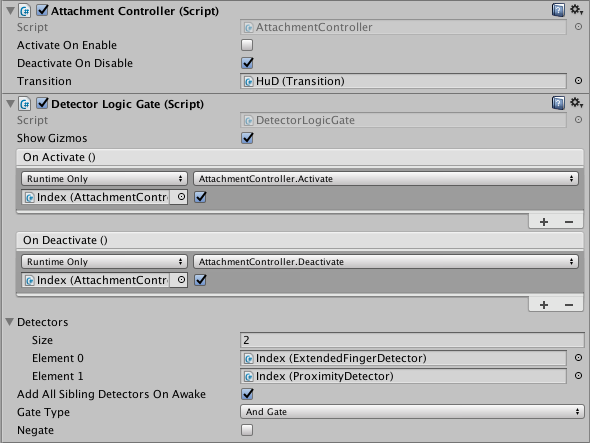 Attachment Controller (Script)
Script AttachmentController
Activate On Enable
Deactivate On Disable
Transition HuD (Transition)
Detector Logic Gate (Script)
Script DetectorLogicGate
Show Gizmos
On Activate ()
Runtime Only AttachmentController.Activate
Index (AttachmentContr
On Deactivate ()
Runtime Only AttachmentController.Deactivate
Index (AttachmentContr
Detectors
Size 2
Element 0 Index (ExtendedFingerDetector)
Element 1 Index (ProximityDetector)
Add All Sibling Detectors On Awake
Gate Type And Gate
Negate